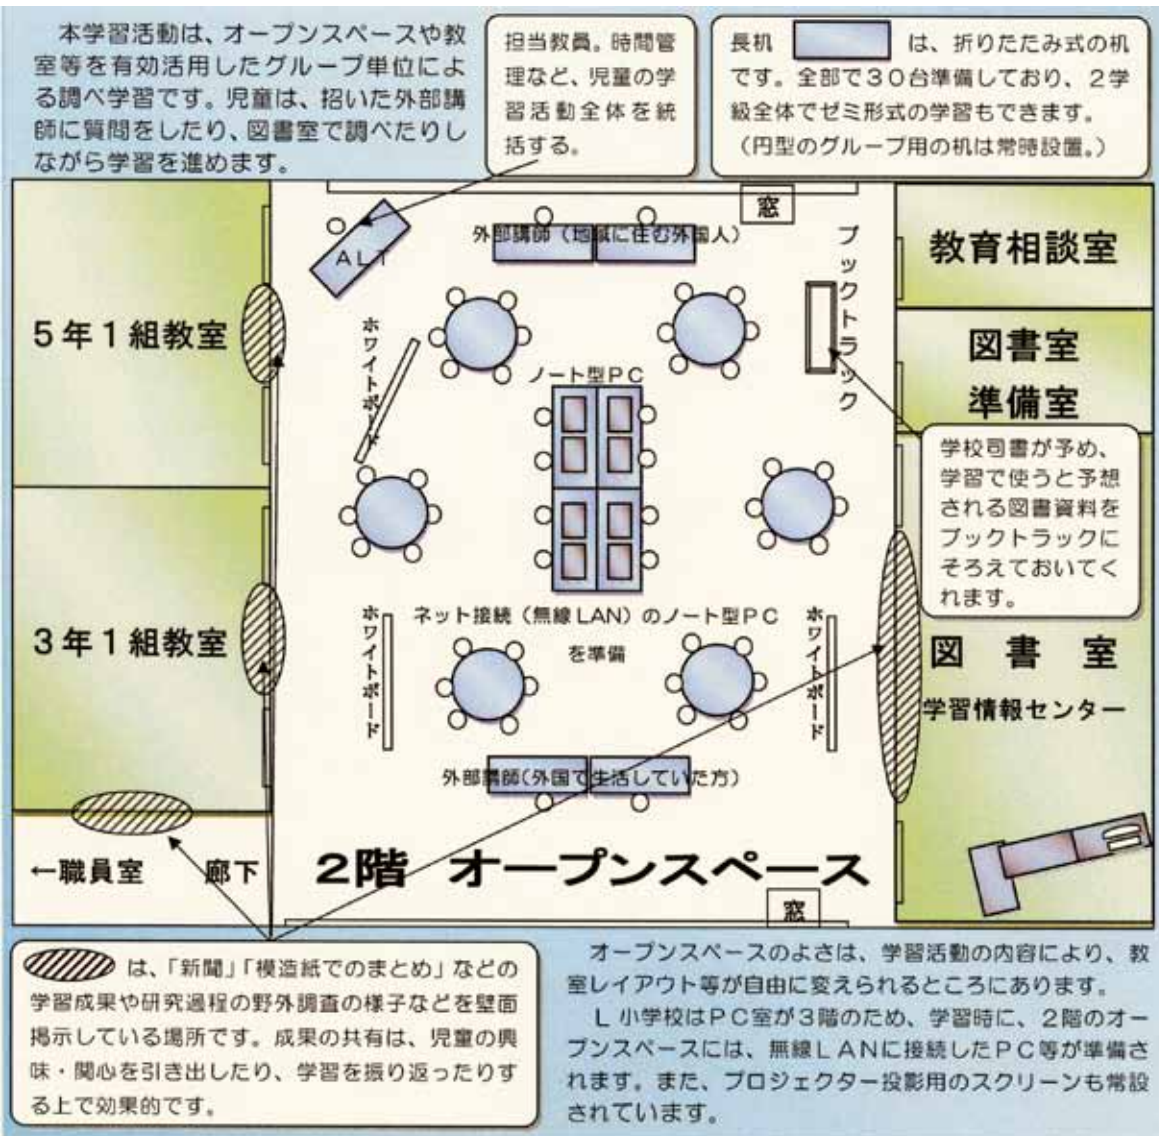 本学習活動は、オープンスペースや教
室等を有効活用したグループ単位によ
る調べ学習です。児童は、招いた外部講
師に質問をしたり、図書室で調べたりし
ながら学習を進めます。
担当教員。時間管
理など、児童の学
習活動全体を統
括する。
長机 は、折りたたみ式の机
です。全部で30台準備しており、2学
級全体でゼミ形式の学習もできます。
（円型のグループ用の机は常時設置。）
窓
外部講師（地域に住む外国人）
ALT
ブックトラック
教育相談室
5年1組教室
ホワイトボード
図書室
準備室
ノート型PC
学校司書が予め、
学習で使うと予想
される図書資料を
ブックトラックに
そろえておいてく
れます。
3年1組教室
ホワイトボード
ネット接続（無線LAN）のノート型PC
を準備
ホワイトボード
図書室
学習情報センター
外部講師（外国で生活していた方）
←職員室 廊下
2階 オープンスペース
窓
は、「新聞」「模造紙でのまとめ」などの
学習成果や研究過程の野外調査の様子などを壁面
掲示している場所です。成果の共有は、児童の興
味・関心を引き出したり、学習を振り返ったりす
る上で効果的です。
オープンスペースのよさは、学習活動の内容により、教
室レイアウト等が自由に変えられるところにあります。
L小学校はPC室が3階のため、学習時に、2階のオー
プンスペースには、無線LANに接続したPC等が準備さ
れます。また、プロジェクター投影用のスクリーンも常設
されています。